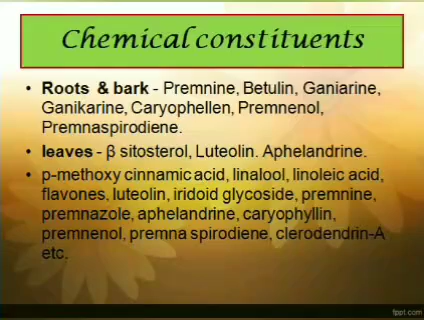 Chemical constituents
• Roots & bark - Premnine, Betulin, Ganiarine,
Ganikarine, Caryophellen, Premnenol,
Premnaspirodiene.
• leaves - β sitosterol, Luteolin. Aphelandrine.
• p-methoxy cinnamic acid, linalool, linoleic acid,
flavones, luteolin, iridoid glycoside, premnine,
premnazole, aphelandrine, caryophyllin,
premnenol, premna spirodiene, clerodendrin-A
etc.
fppt.com